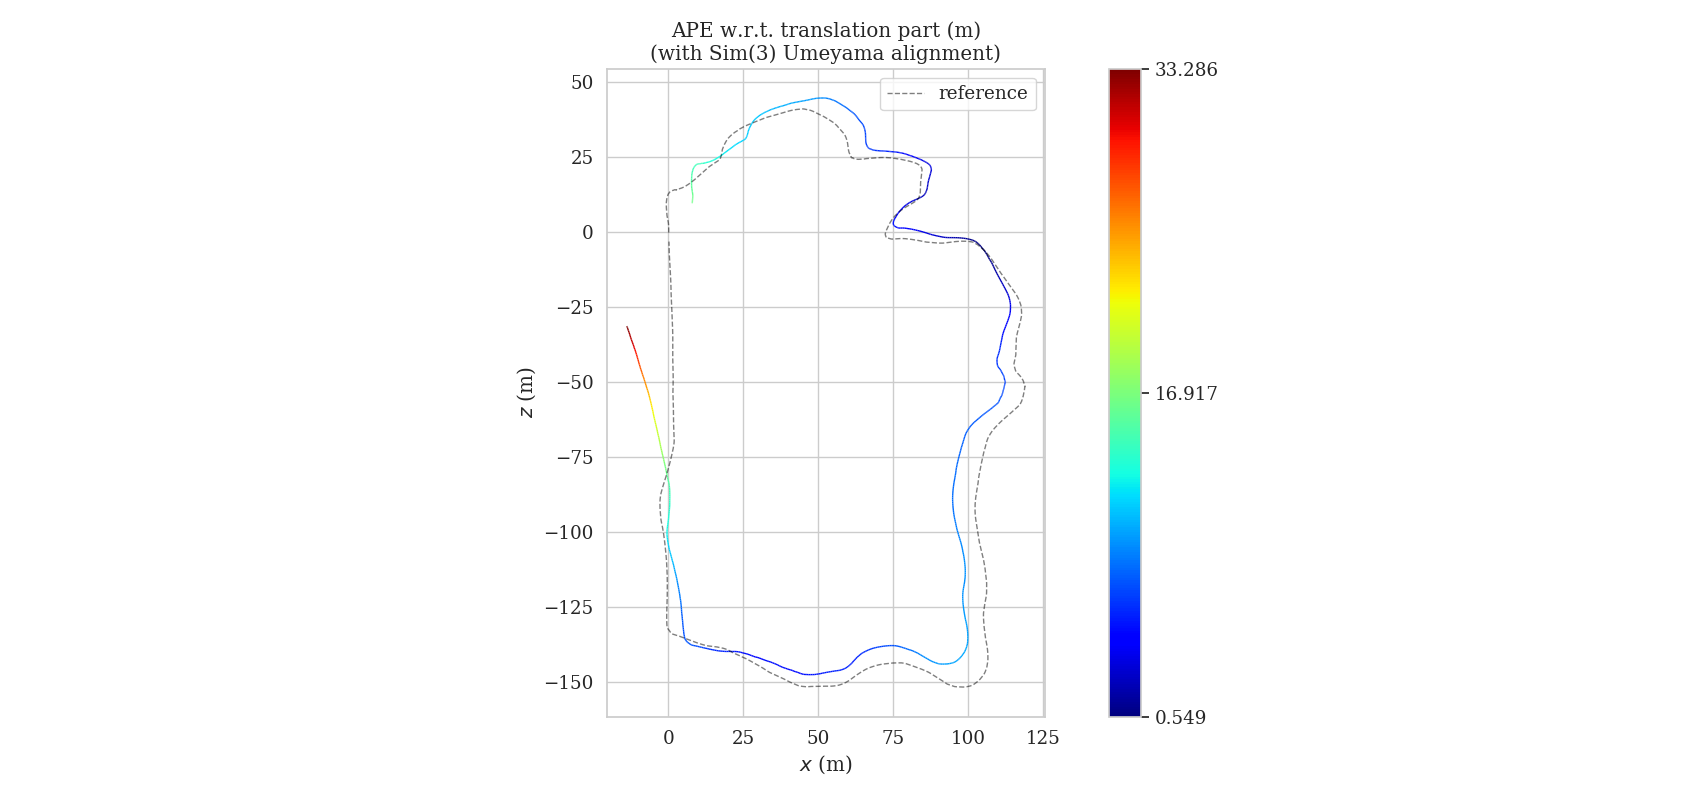 APE w.r.t. translation part (m)
(with Sim(3) Umeyama alignment)
reference
50
25
0
−25
−50
−75
−100
−125
−150
z (m)
0 25 50 75 100 125
x (m)
33.286
16.917
0.549